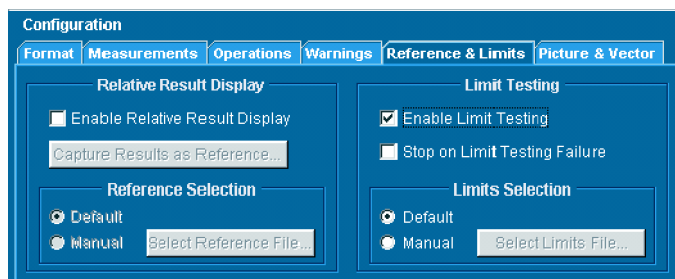 Configuration
Format Measurements Operations Warnings Reference & Limits Picture & Vector
Relative Result Display
Enable Relative Result Display
Capture Results as Reference...
Reference Selection
Default
Manual Select Reference File...
Limit Testing
Enable Limit Testing
Stop on Limit Testing Failure
Limits Selection
Default
Manual Select Limits File...